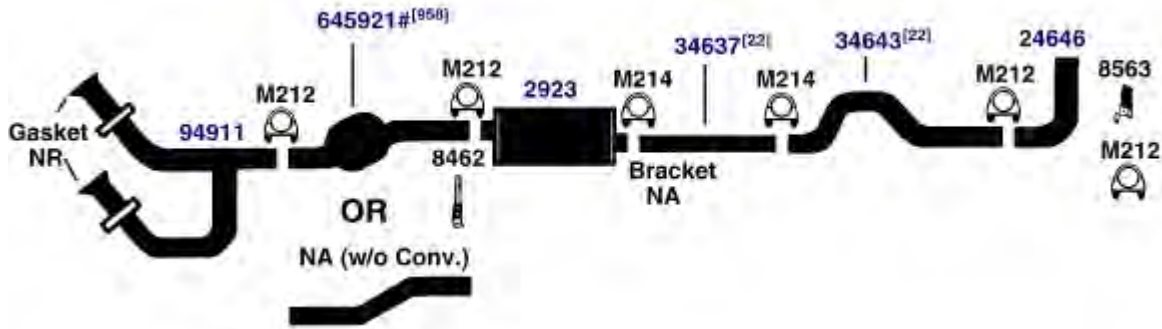 645921#[958]
34637[22]
34643[22]
24646
M212
M212
2923
M214
M214
M212
8563
Gasket
NR
94911
8462
Bracket
NA
M212
OR
NA (w/o Conv.)